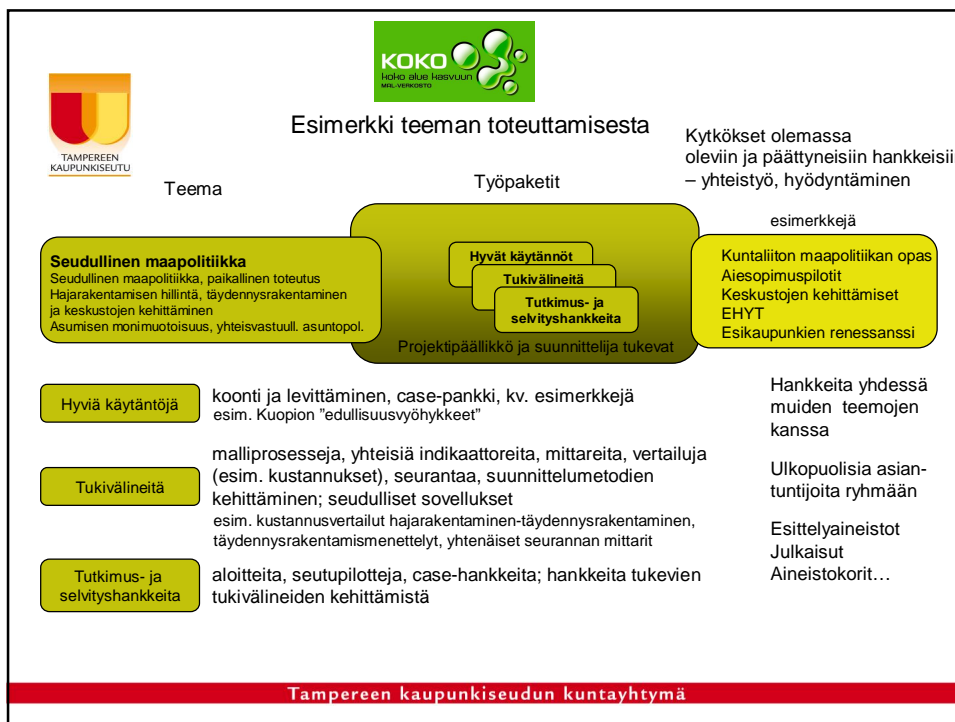 KOKO
koko alue kasvuun
MAL-VERKOSTO
TAMPEREEN
KAUPUNKISEUTU
Esimerkki teeman toteuttamisesta
Teema
Työpaketit
Kytkökset olemassa
oleviin ja päättyneisiin hankkeisii
– yhteistyö, hyödyntäminen
esimerkkejä
Seudullinen maapolitiikka
Seudullinen maapolitiikka, paikallinen toteutus
Hajarakentamisen hillintä, täydennysrakentaminen
ja keskustojen kehittäminen
Asumisen monimuotoisuus, yhteisvastuull. asuntopol.
Hyvät käytännöt
Tukivälineitä
Tutkimus- ja
selvityshankkeita
Projektipäällikkö ja suunnittelija tukevat
Kuntaliiton maapolitiikan opas
Aiesopimuspilotit
Keskustojen kehittämiset
EHYT
Esikaupunkien renessanssi
Hyviä käytäntöjä
koonti ja levittäminen, case-pankki, kv. esimerkkejä
esim. Kuopion ”edullisuusvyöhykkeet”
Tukivälineitä
malliprosesseja, yhteisiä indikaattoreita, mittareita, vertailuja
(esim. kustannukset), seurantaa, suunnittelumetodien
kehittäminen; seudulliset sovellukset
esim. kustannusvertailut hajarakentaminen-täydennysrakentaminen,
täydennysrakentamismenettelyt, yhtenäiset seurannan mittarit
Tutkimus- ja
selvityshankkeita
aloitteita, seutupilotteja, case-hankkeita; hankkeita tukevien
tukivälineiden kehittämistä
Hankkeita yhdessä
muiden teemojen
kanssa
Ulkopuolisia asian-
tuntijoita ryhmään
Esittelyaineistot
Julkaisut
Aineistokorit…
Tampereen kaupunkiseudun kuntayhtymä